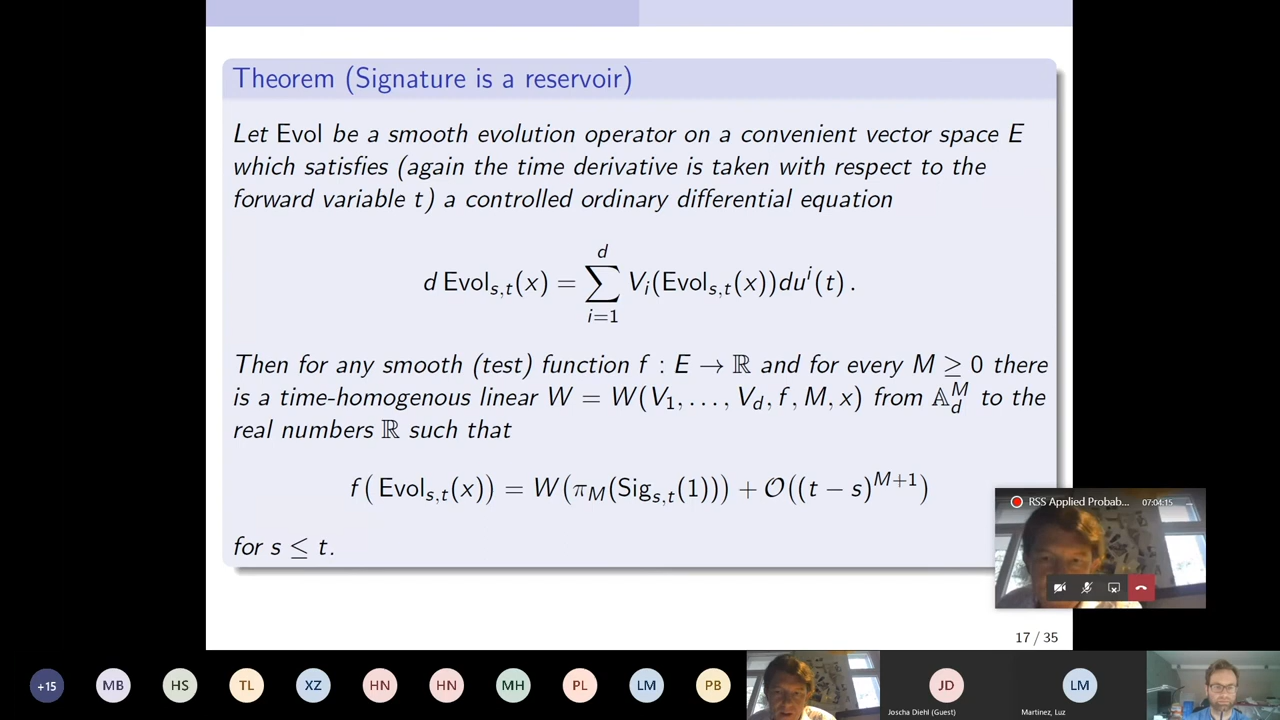 Theorem (Signature is a reservoir)
Let Evol be a smooth evolution operator on a convenient vector space E
which satisfies (again the time derivative is taken with respect to the
forward variable t) a controlled ordinary differential equation
d Evol_{s,t}(x) = \sum_{i=1}^{d} V_i(Evol_{s,t}(x))du^i(t) .
Then for any smooth (test) function f : E → ℝ and for every M ≥ 0 there
is a time-homogenous linear W = W(V_1, . . . , V_d, f, M, x) from 𝔸_d^M to the
real numbers ℝ such that
f( Evol_{s,t}(x)) = W(π_M(Sig_{s,t}(1))) + 𝒪((t − s)^{M+1})
for s ≤ t.
RSS Applied Probab... 07:04:15
17 / 35
+15 MB HS TL XZ HN HN MH PL LM PB JD LM
Joscha Diehl (Guest) Martinez, Luz